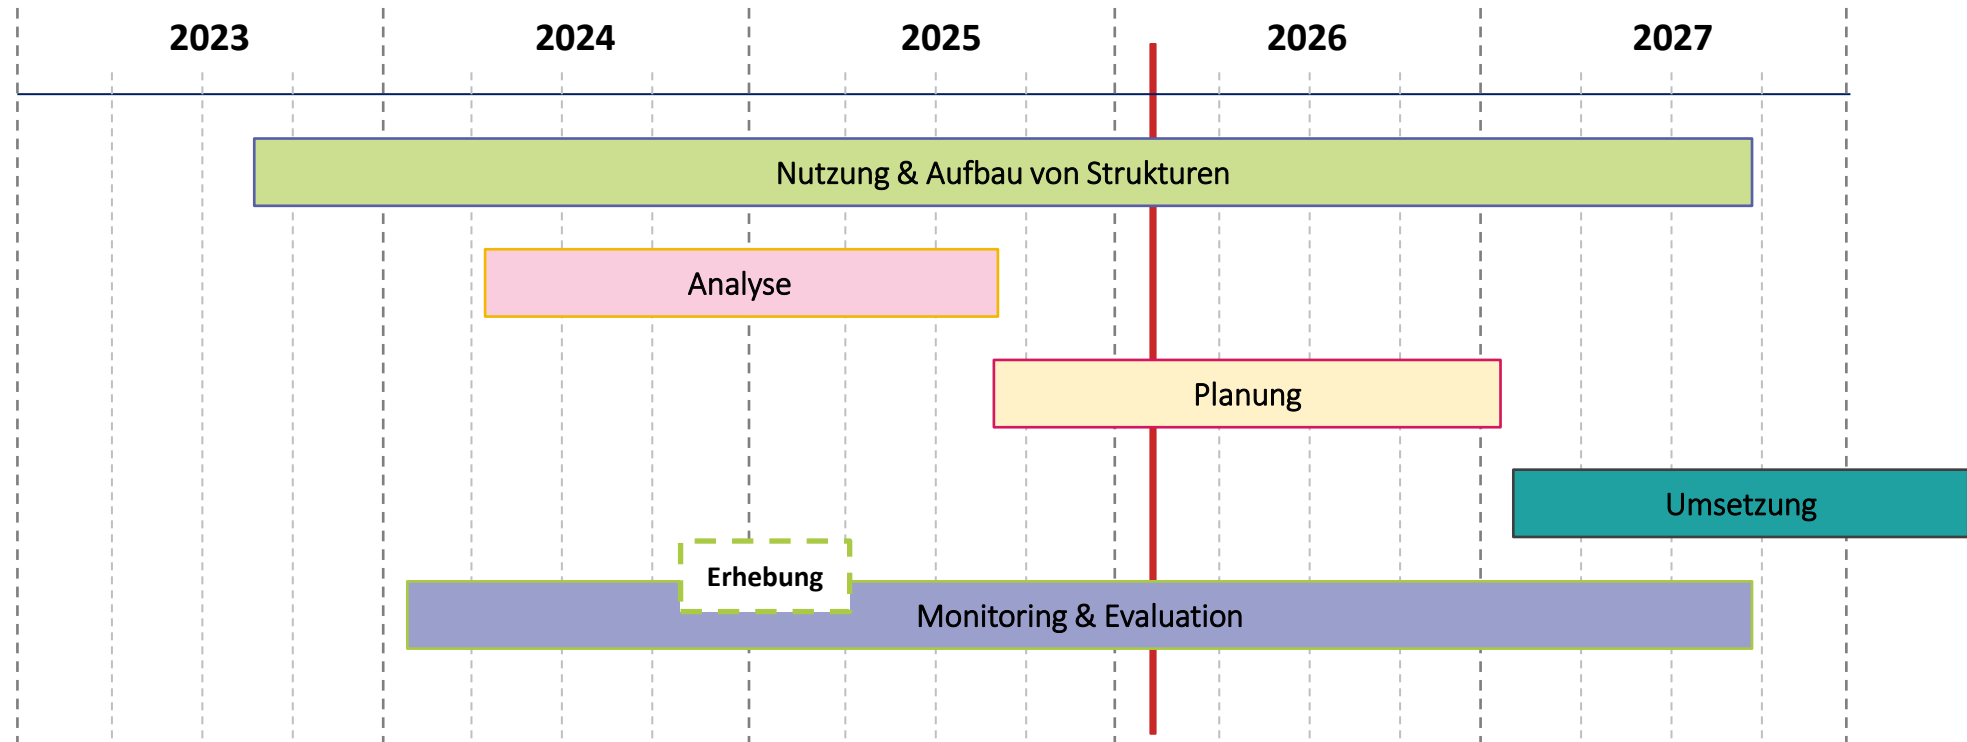 2023 2024 2025 2026 2027
Nutzung & Aufbau von Strukturen
Analyse
Planung
Umsetzung
Erhebung
Monitoring & Evaluation